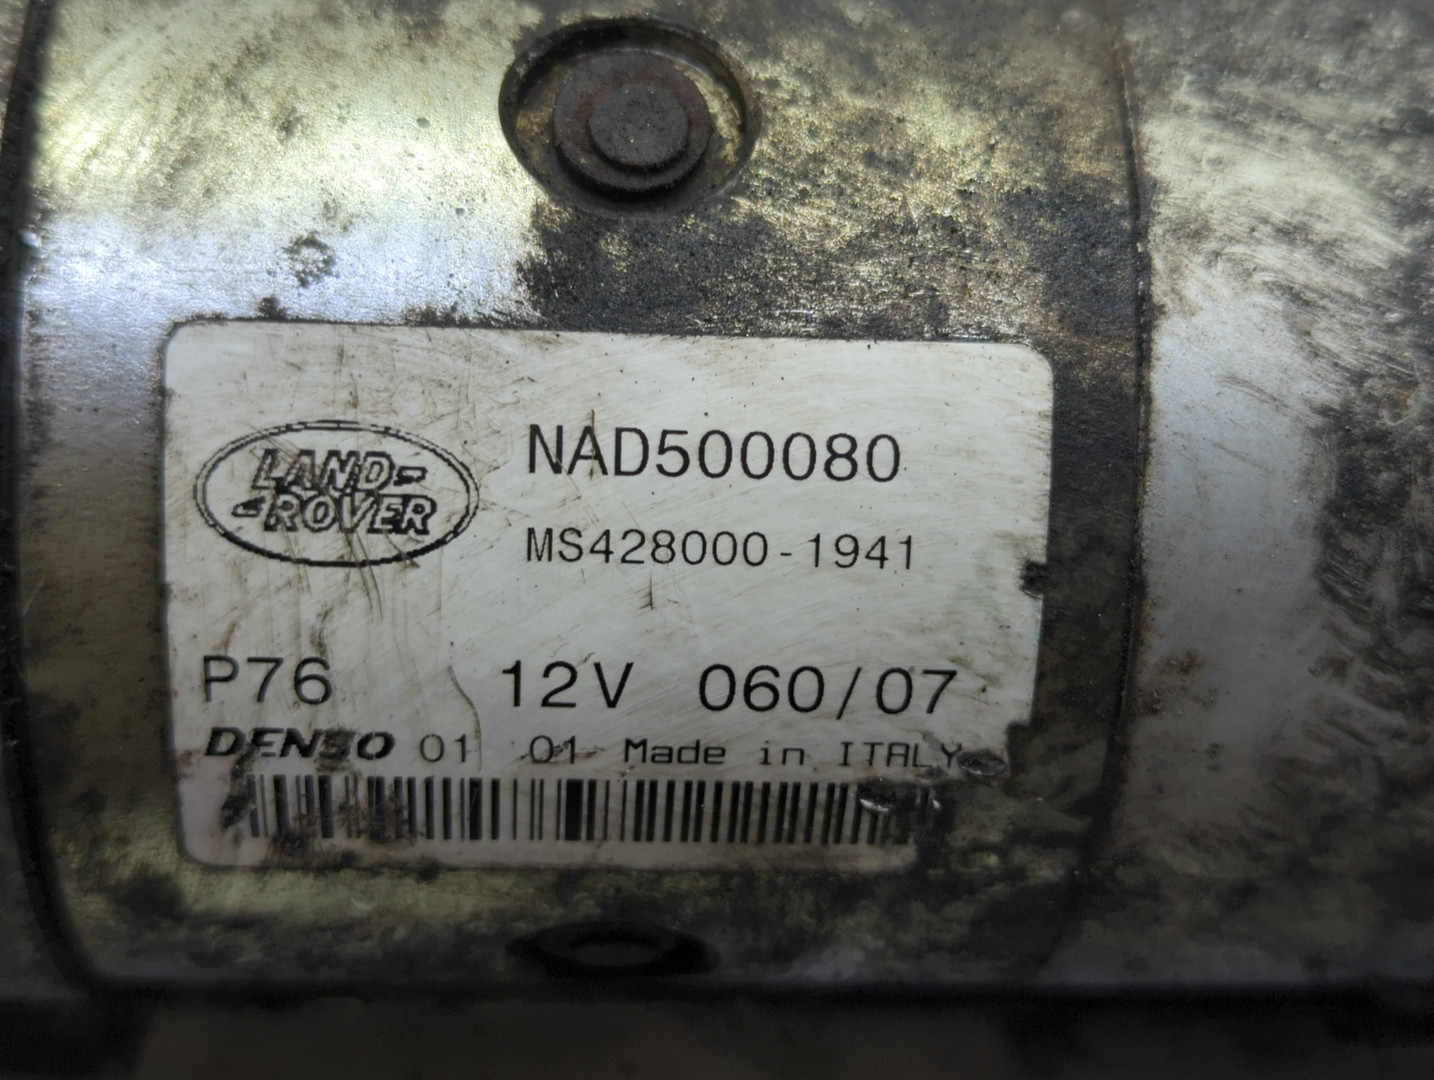 LAND-
-ROVER
NAD500080
MS428000-1941
P76 12V 060/07
DENSO 01 01 Made in ITALY